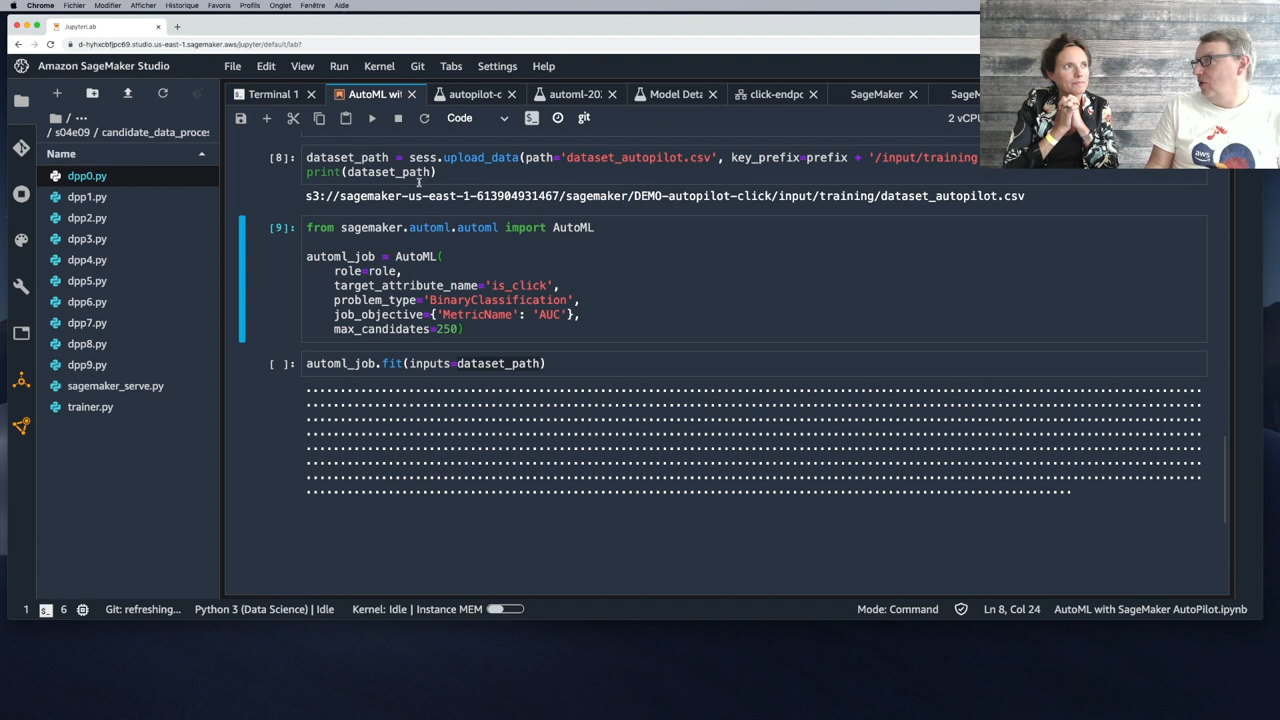 Chrome Fichier Modifier Afficher Historique Favoris Profils Onglet Fenêtre Aide
JupyterLab
d-hyhxcbfjpc69.studio.us-east-1.sagemaker.aws/jupyter/default/lab?
Amazon SageMaker Studio File Edit View Run Kernel Git Tabs Settings Help
Terminal 1 AutoML wit autopilot-c automl-202 Model Deta click-endpo SageMaker SageM
Code git 2 vCPU
/ ...
/ s04e09 / candidate_data_proces
Name
dpp0.py
dpp1.py
dpp2.py
dpp3.py
dpp4.py
dpp5.py
dpp6.py
dpp7.py
dpp8.py
dpp9.py
sagemaker_serve.py
trainer.py
[8]: dataset_path = sess.upload_data(path='dataset_autopilot.csv', key_prefix=prefix + '/input/training
print(dataset_path)
s3://sagemaker-us-east-1-613904931467/sagemaker/DEMO-autopilot-click/input/training/dataset_autopilot.csv
[9]: from sagemaker.automl.automl import AutoML
automl_job = AutoML(
role=role,
target_attribute_name='is_click',
problem_type='BinaryClassification',
job_objective={'MetricName': 'AUC'},
max_candidates=250)
[ ]: automl_job.fit(inputs=dataset_path)
1 6 Git: refreshing... Python 3 (Data Science) | Idle Kernel: Idle | Instance MEM Mode: Command Ln 8, Col 24 AutoML with SageMaker AutoPilot.ipynb
aws